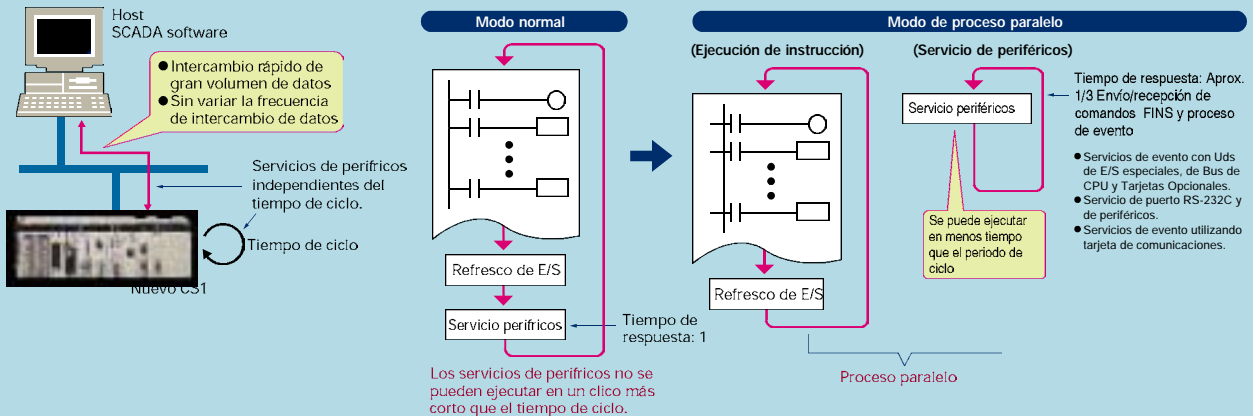 Host
SCADA software
● Intercambio rápido de
gran volumen de datos
● Sin variar la frecuencia
de intercambio de datos
Servicios de perifricos
independientes del
tiempo de ciclo.
Tiempo de ciclo
Nuevo CS1
Modo normal
Refresco de E/S
Servicio perifricos
Tiempo de
respuesta: 1
Los servicios de perifricos no se
pueden ejecutar en un clico más
corto que el tiempo de ciclo.
Modo de proceso paralelo
(Ejecución de instrucción)
Refresco de E/S
(Servicio de periféricos)
Servicio periféricos
Se puede ejecutar
en menos tiempo
que el periodo de
ciclo
Tiempo de respuesta: Aprox.
1/3 Envío/recepción de
comandos FINS y proceso
de evento
● Servicios de evento con Uds
de E/S especiales, de Bus de
CPU y Tarjetas Opcionales.
● Servicio de puerto RS-232C y
de periféricos.
● Servicios de evento utilizando
tarjeta de comunicaciones.
Proceso paralelo